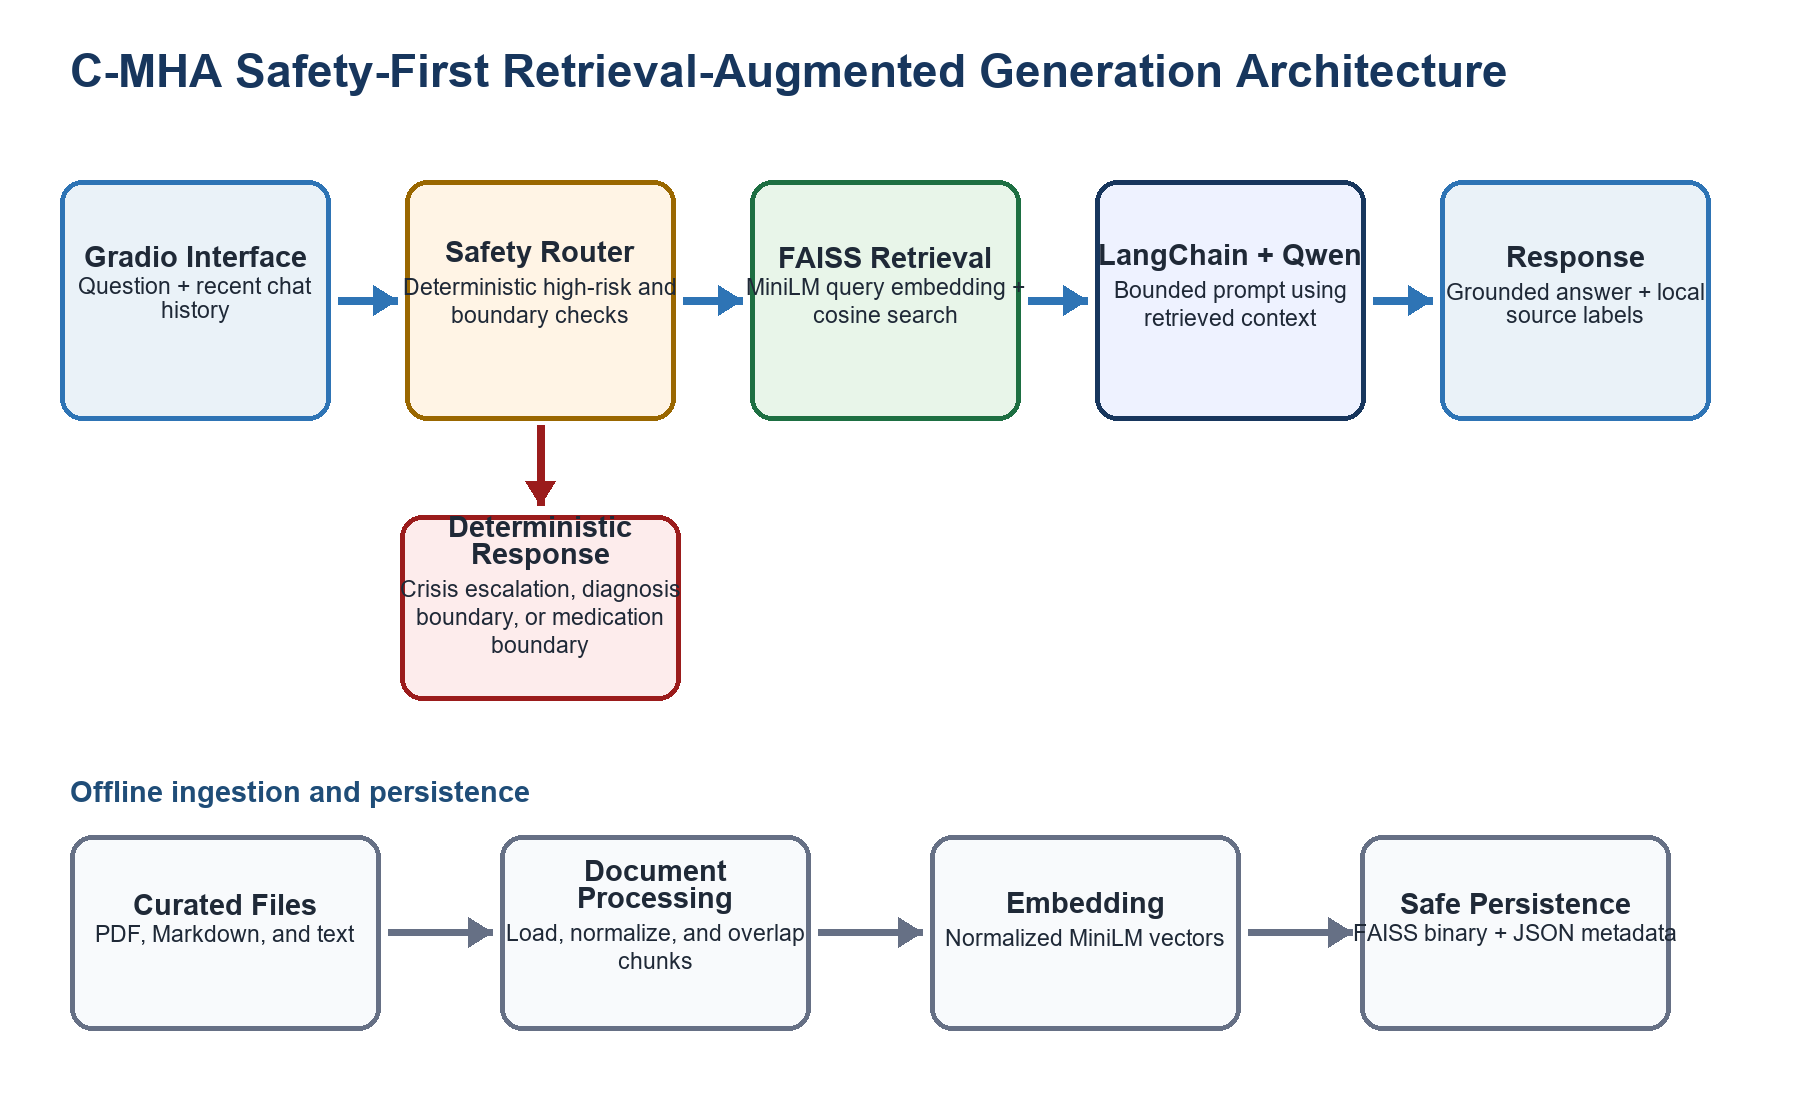 C-MHA Safety-First Retrieval-Augmented Generation Architecture
Gradio Interface
Question + recent chat
history
Safety Router
Deterministic high-risk and
boundary checks
FAISS Retrieval
MiniLM query embedding +
cosine search
LangChain + Qwen
Bounded prompt using
retrieved context
Response
Grounded answer + local
source labels
Deterministic
Response
Crisis escalation, diagnosis
boundary, or medication
boundary
Offline ingestion and persistence
Curated Files
PDF, Markdown, and text
Document
Processing
Load, normalize, and overlap
chunks
Embedding
Normalized MiniLM vectors
Safe Persistence
FAISS binary + JSON metadata